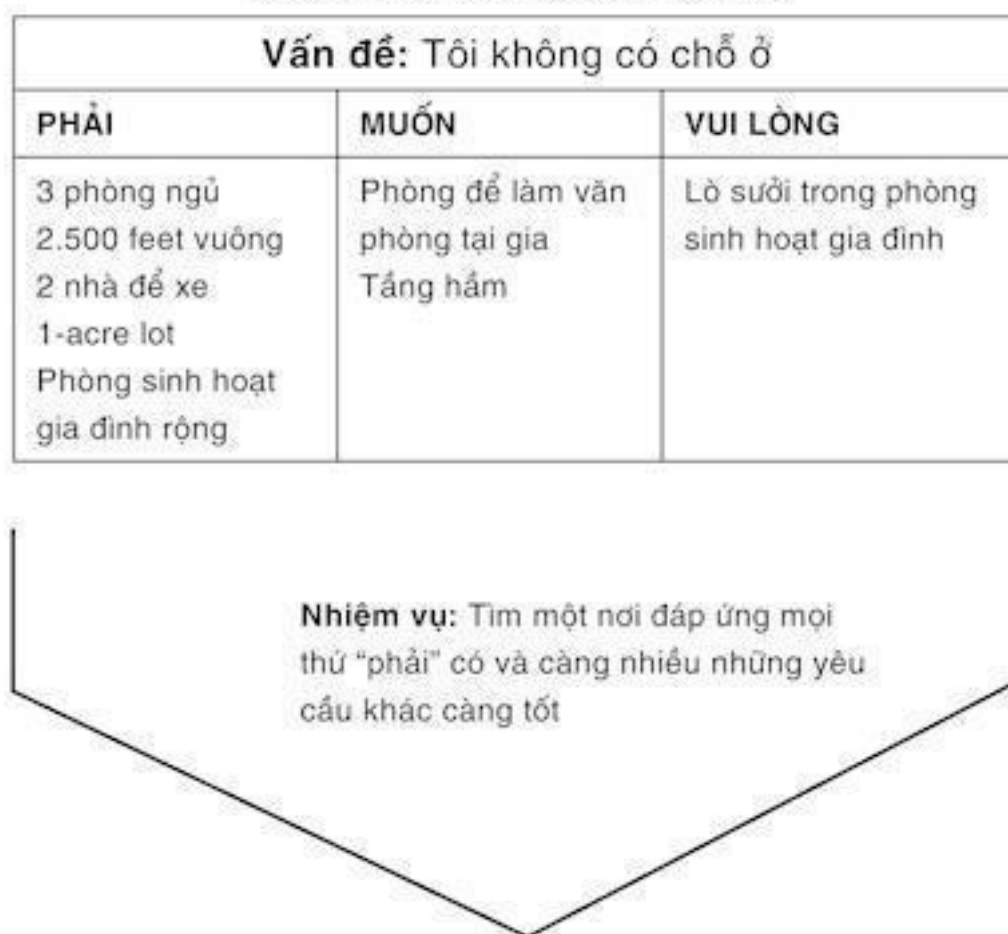 Vấn đề: Tôi không có chỗ ở
PHẢI
MUỐN
VUI LÒNG
3 phòng ngủ
2.500 feet vuông
2 nhà để xe
1-acre lot
Phòng sinh hoạt
gia đình rộng
Phòng để làm văn
phòng tại gia
Tầng hầm
Lò sưởi trong phòng
sinh hoạt gia đình
Nhiệm vụ: Tìm một nơi đáp ứng mọi
thứ “phải” có và càng nhiều những yêu
cầu khác càng tốt